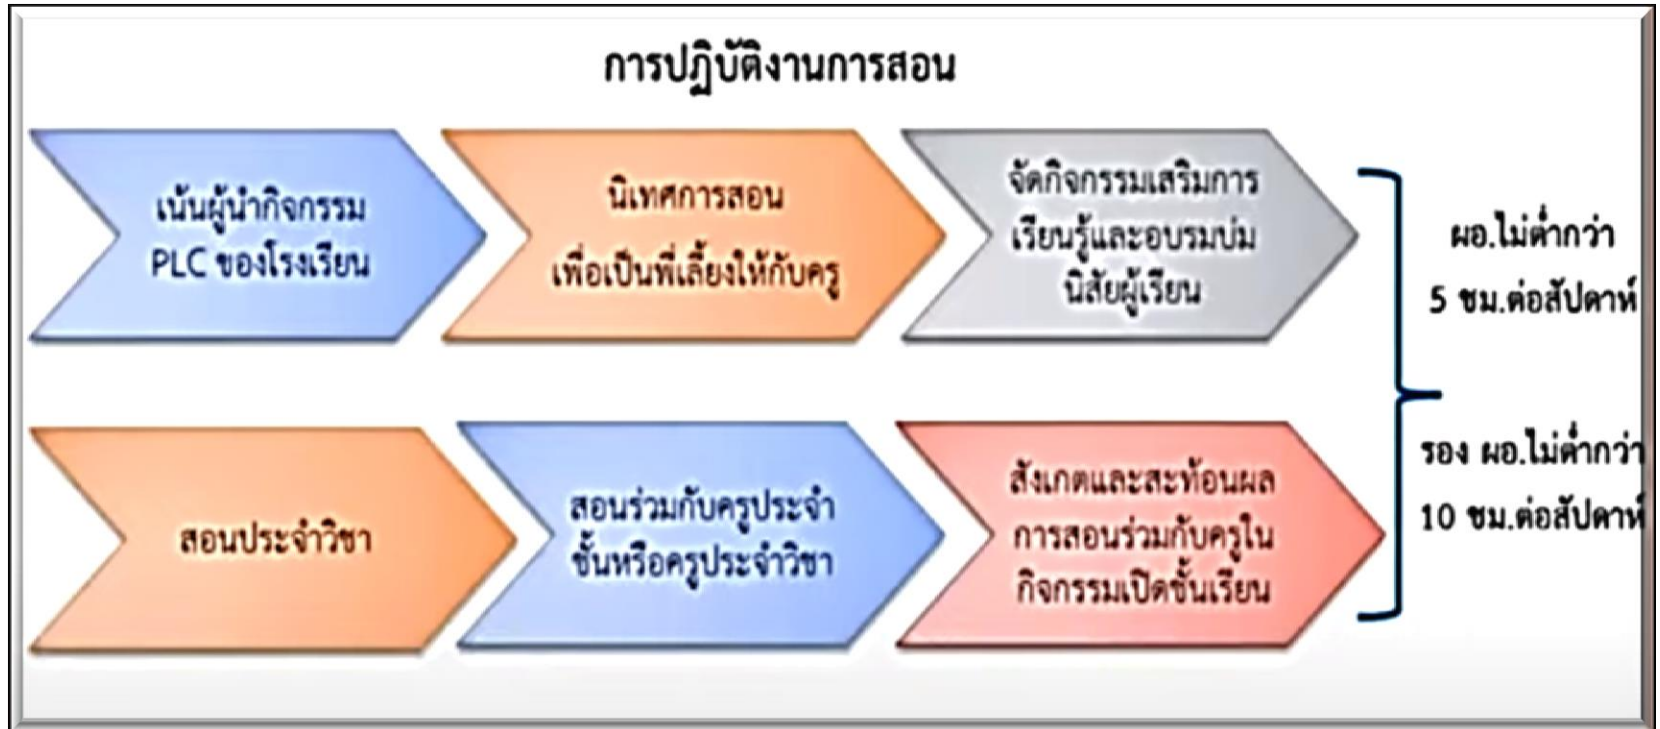 การปฏิบัติงานการสอน
เน้นผู้นำกิจกรรม
PLC ของโรงเรียน
นิเทศการสอน
เพื่อเป็นพี่เลี้ยงให้กับครู
จัดกิจกรรมเสริมการ
เรียนรู้และอบรมบ่ม
นิสัยผู้เรียน
ผอ.ไม่ต่ำกว่า
5 ชม.ต่อสัปดาห์
สอนประจำวิชา
สอนร่วมกับครูประจำ
ชั้นหรือครูประจำวิชา
สังเกตและสะท้อนผล
การสอนร่วมกับครูใน
กิจกรรมเปิดชั้นเรียน
รอง ผอ.ไม่ต่ำกว่า
10 ชม.ต่อสัปดาห์